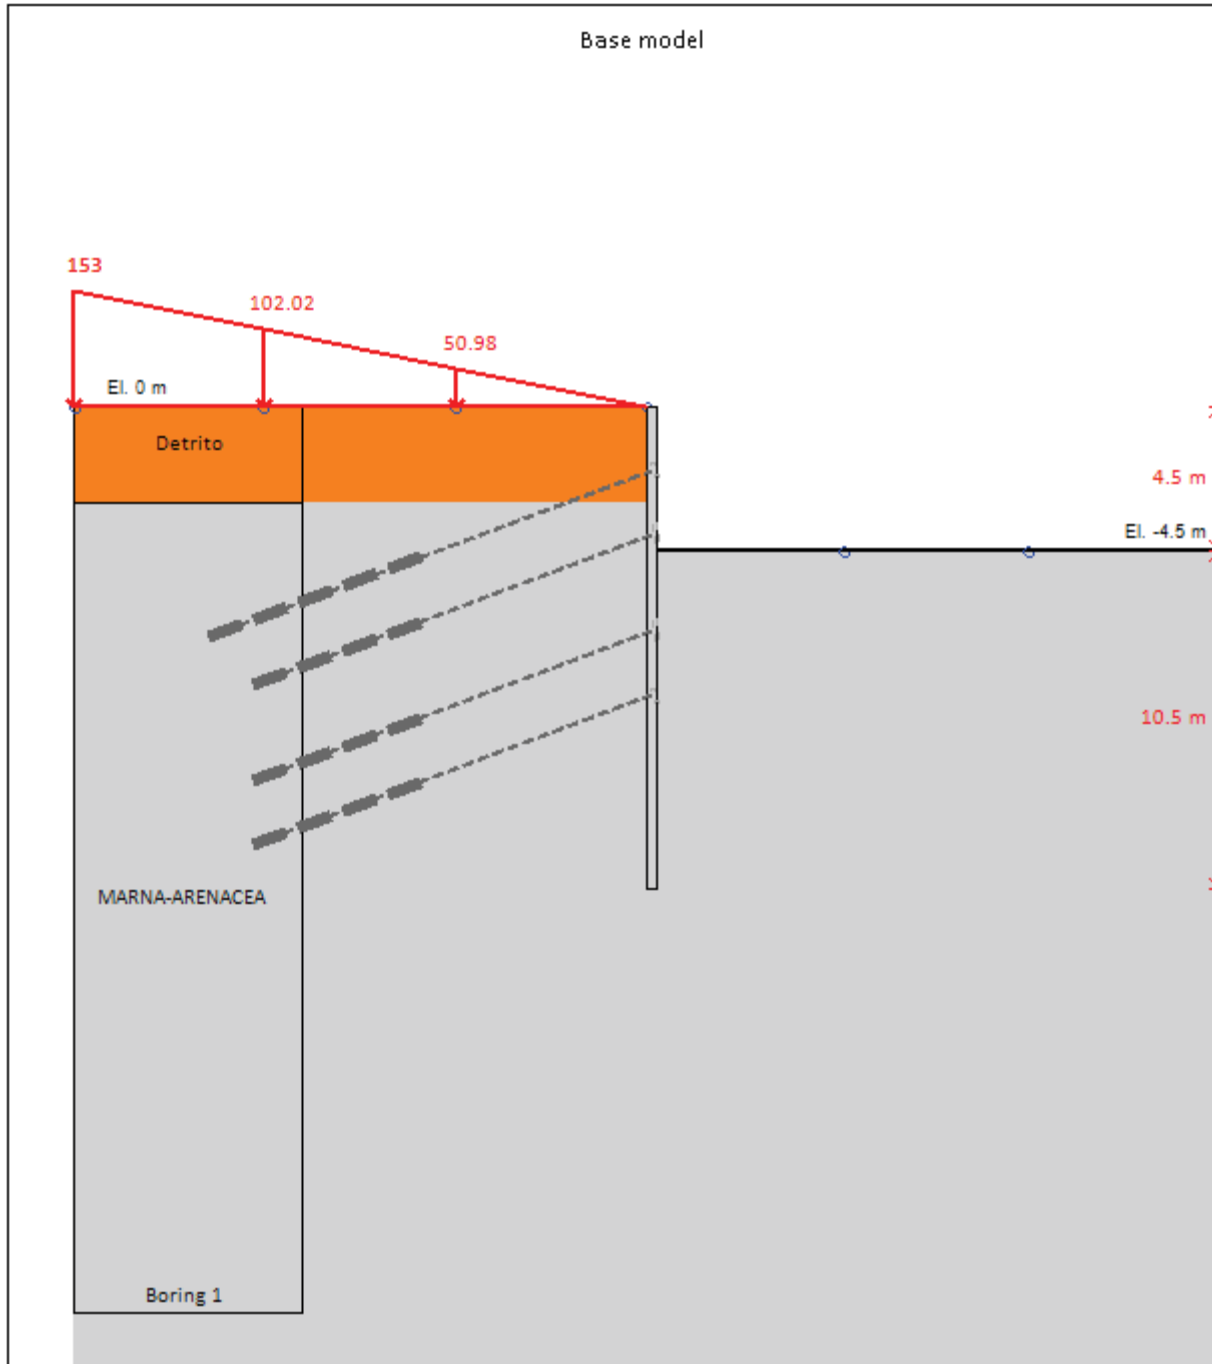 Base model
153
102.02
50.98
El. 0 m
Detrito
4.5 m
El. -4.5 m
10.5 m
MARNA-ARENACEA
Boring 1